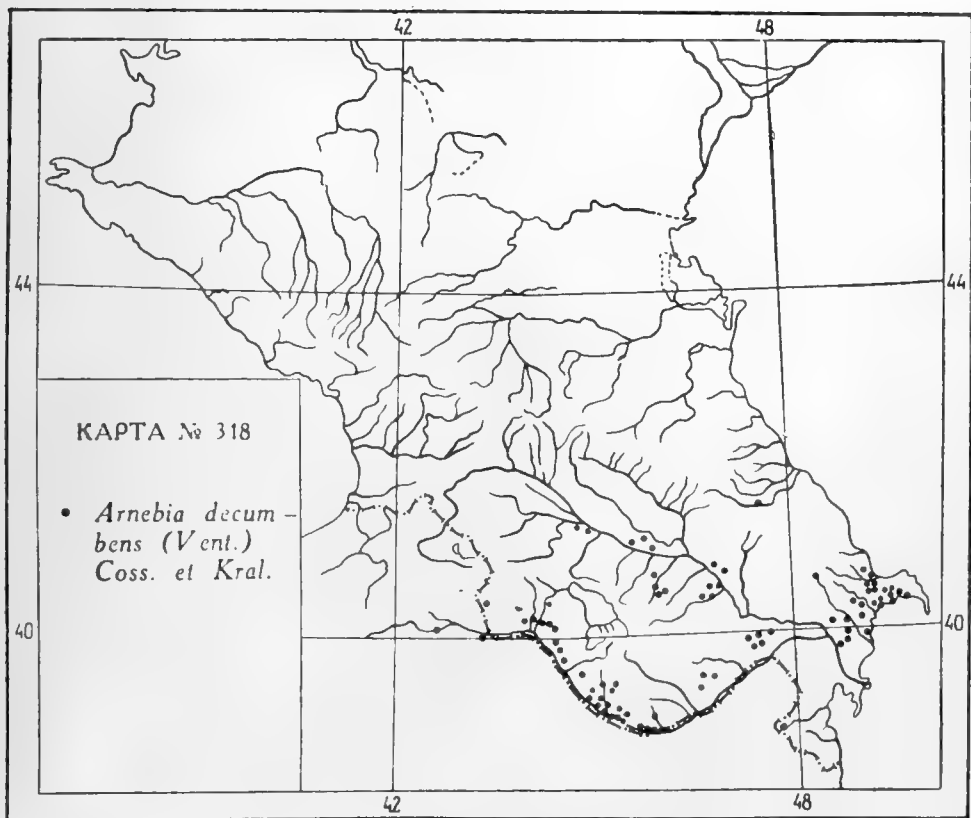 42 48
44 44
КАРТА № 318
• Arnebia decum–
bens (Vent.)
Coss. et Kral.
40 40
42 48